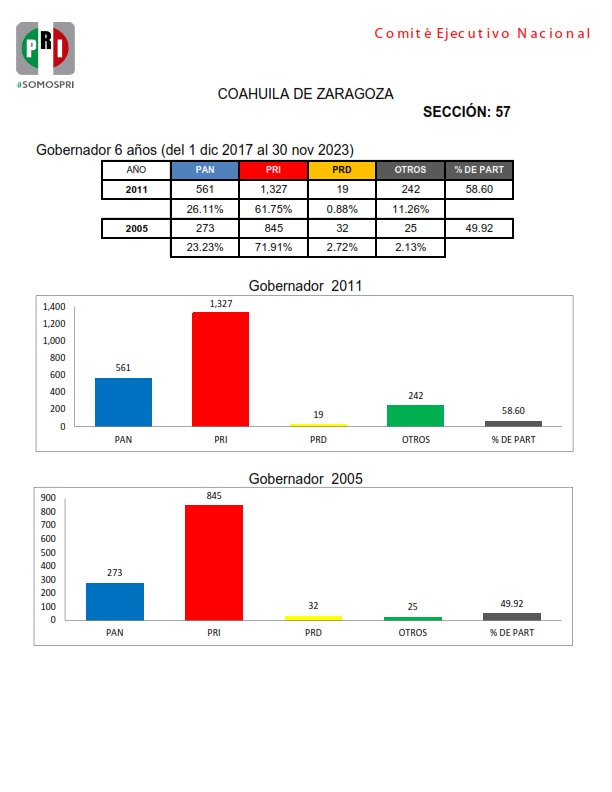 Comité Ejecutivo Nacional
PRI
#SOMOSPRI
COAHUILA DE ZARAGOZA
SECCIÓN: 57
Gobernador 6 años (del 1 dic 2017 al 30 nov 2023)
AÑO PAN PRI PRD OTROS % DE PART
2011 561 1,327 19 242 58.60
26.11% 61.75% 0.88% 11.26%
2005 273 845 32 25 49.92
23.23% 71.91% 2.72% 2.13%
Gobernador 2011
1,400
1,200
1,000
800
600
400
200
0
561
1,327
19
242
58.60
PAN PRI PRD OTROS % DE PART
Gobernador 2005
900
800
700
600
500
400
300
200
100
0
273
845
32
25
49.92
PAN PRI PRD OTROS % DE PART